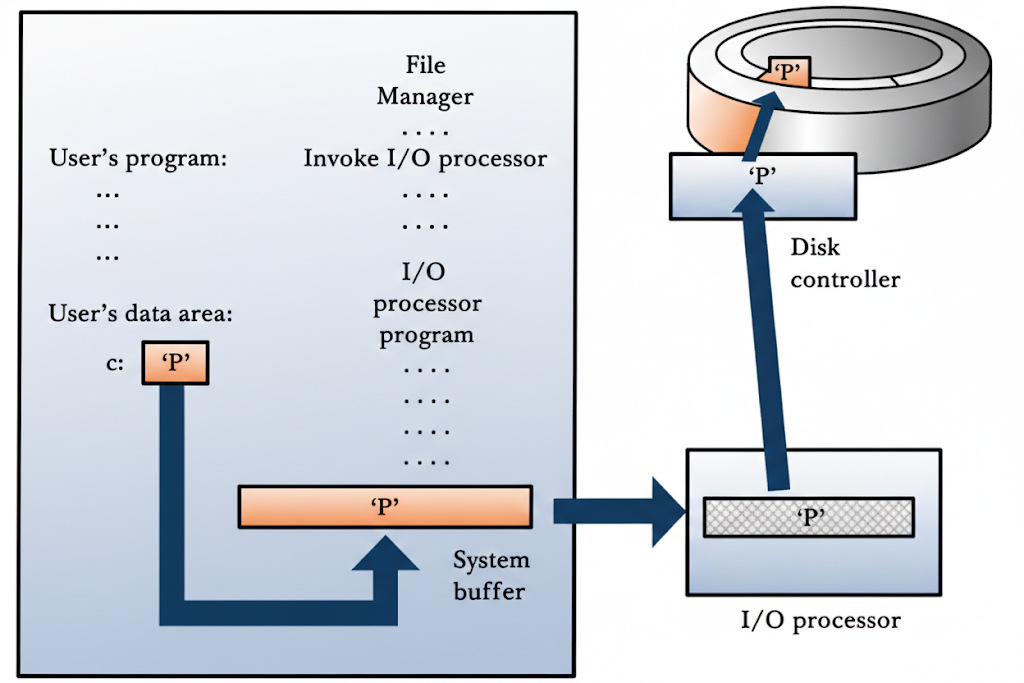 File
Manager
....
User's program:
Invoke I/O processor
...
....
...
....
...
I/O
processor
program
User's data area:
c: ‘P’
....
....
....
....
‘P’
System
buffer
‘P’
‘P’
Disk
controller
‘P’
I/O processor